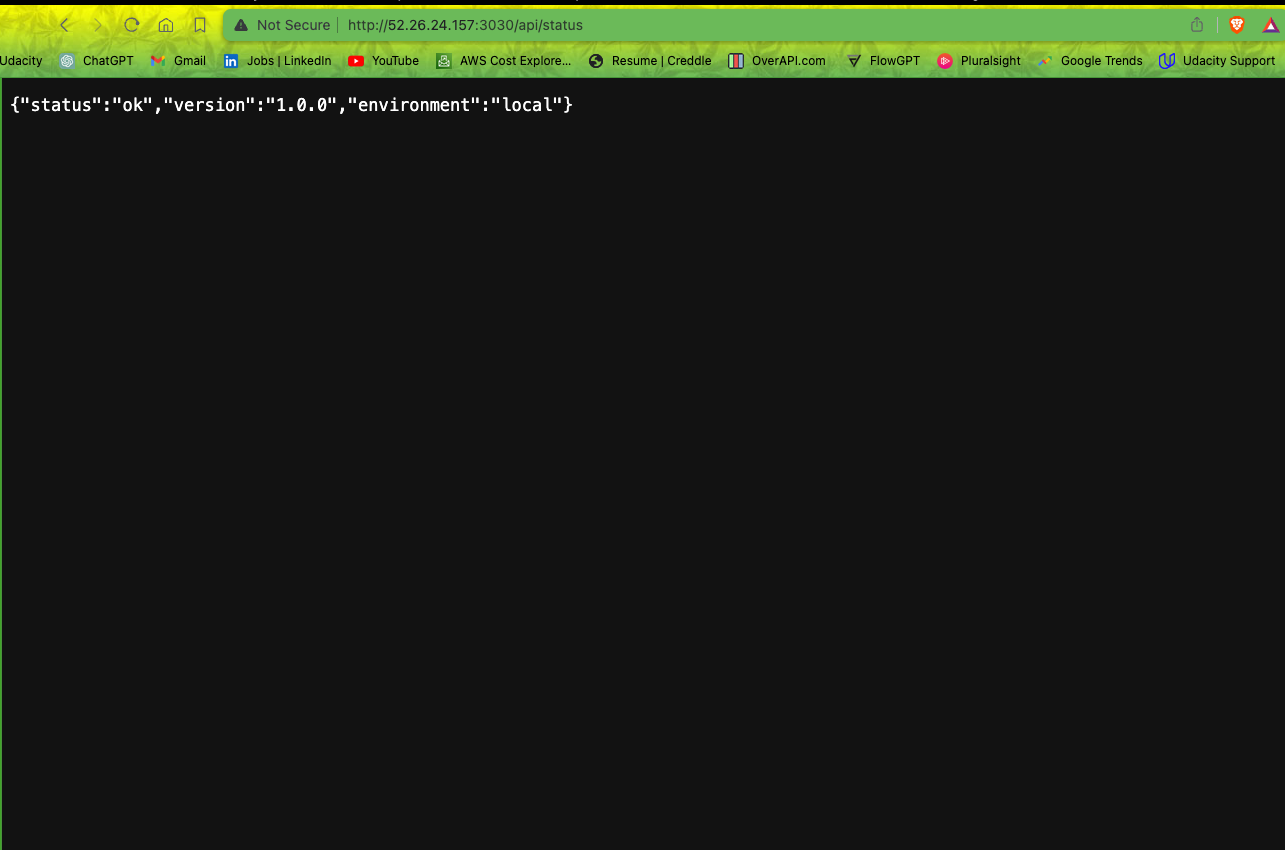 Not Secure http://52.26.24.157:3030/api/status
Udacity ChatGPT Gmail Jobs | LinkedIn YouTube AWS Cost Explore... Resume | Creddle OverAPI.com FlowGPT Pluralsight Google Trends Udacity Support
{"status":"ok","version":"1.0.0","environment":"local"}